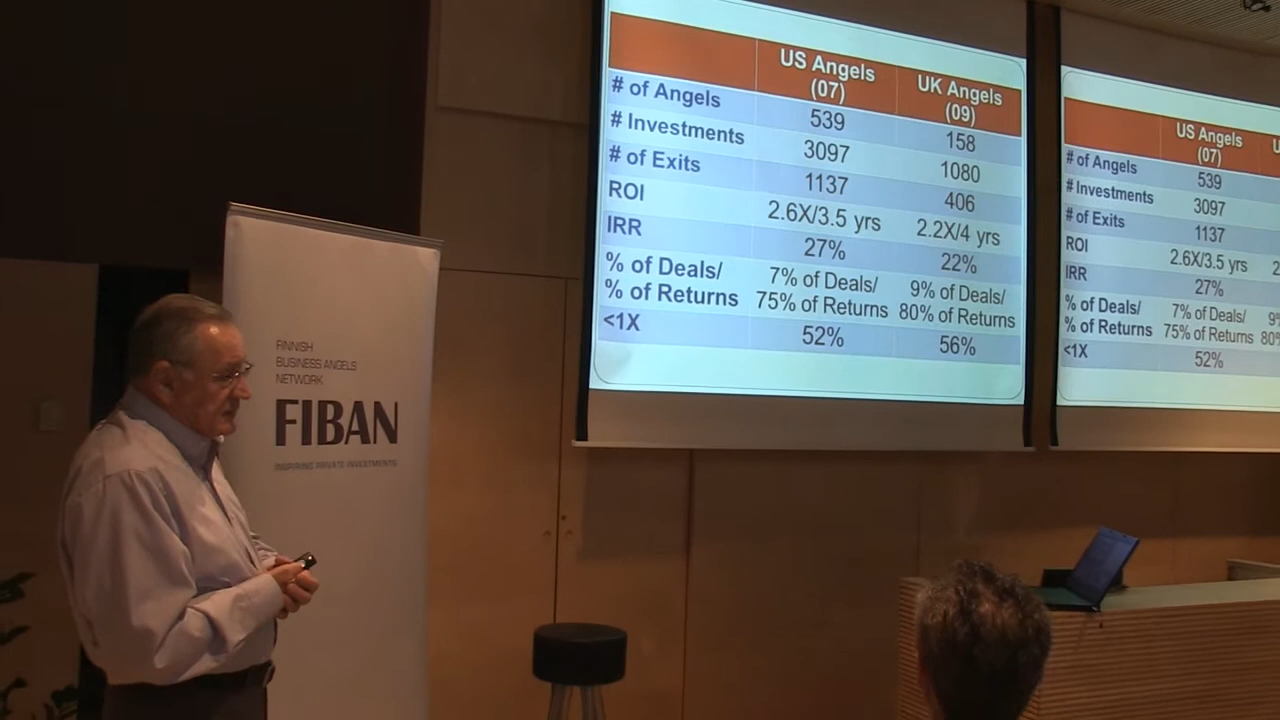 FINNISH
BUSINESS ANGELS
NETWORK
FIBAN
INSPIRING PRIVATE INVESTMENTS
US Angels (07) UK Angels (09)
# of Angels 539 158
# Investments 3097 1080
# of Exits 1137 406
ROI 2.6X/3.5 yrs 2.2X/4 yrs
IRR 27% 22%
% of Deals/ 7% of Deals/ 9% of Deals/
% of Returns 75% of Returns 80% of Returns
<1X 52% 56%
US Angels (07) U
# of Angels 539
# Investments 3097
# of Exits 1137
ROI 2.6X/3.5 yrs 2
IRR 27%
% of Deals/ 7% of Deals/ 9%
% of Returns 75% of Returns 80%
<1X 52%